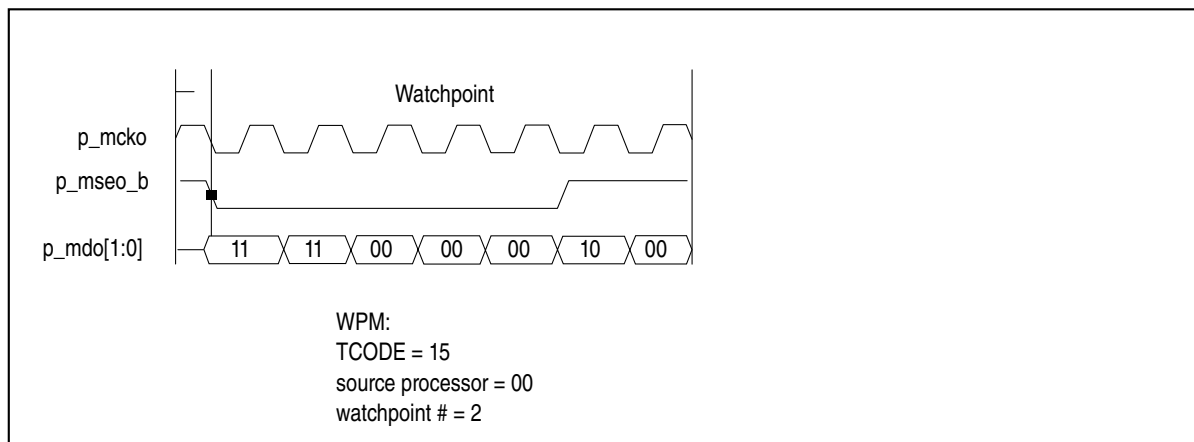 Watchpoint
p_mcko
p_mseo_b
p_mdo[1:0]
11 11 00 00 00 10 00
WPM:
TCODE = 15
source processor = 00
watchpoint # = 2